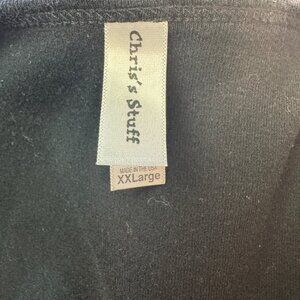 Chris's Stuff
MADE IN THE USA
XXLarge